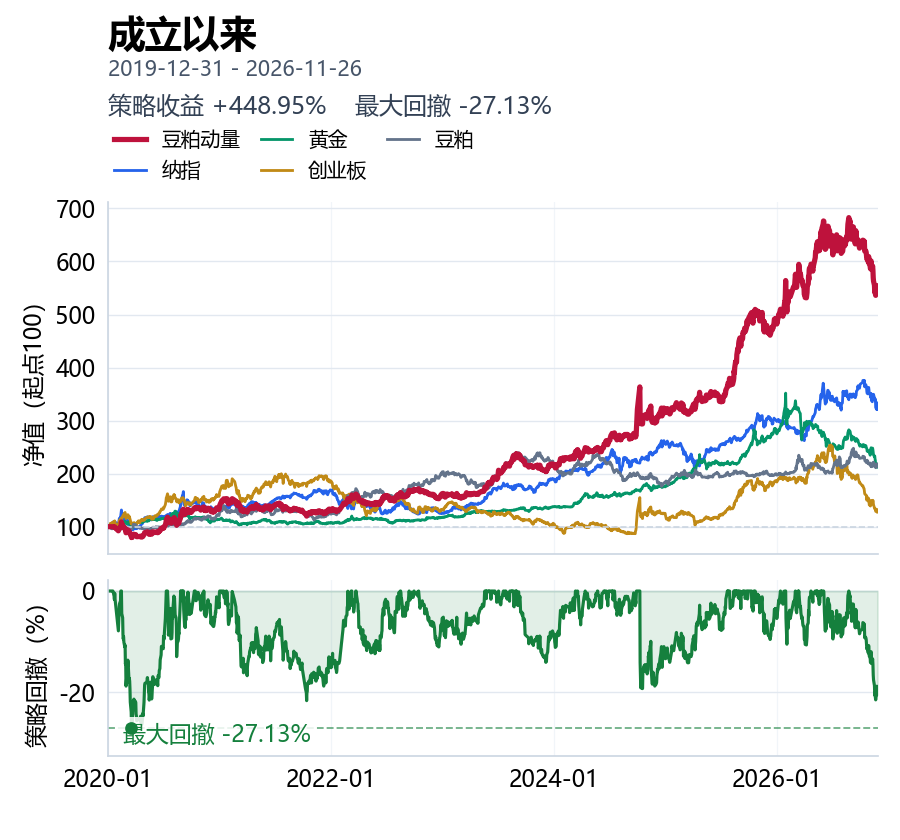 成立以来
2019-12-31 - 2026-11-26
策略收益 +448.95% 最大回撤 -27.13%
豆粕动量 黄金 豆粕
纳指 创业板
净值（起点100）
700
600
500
400
300
200
100
策略回撤（%）
0
-20
最大回撤 -27.13%
2020-01 2022-01 2024-01 2026-01